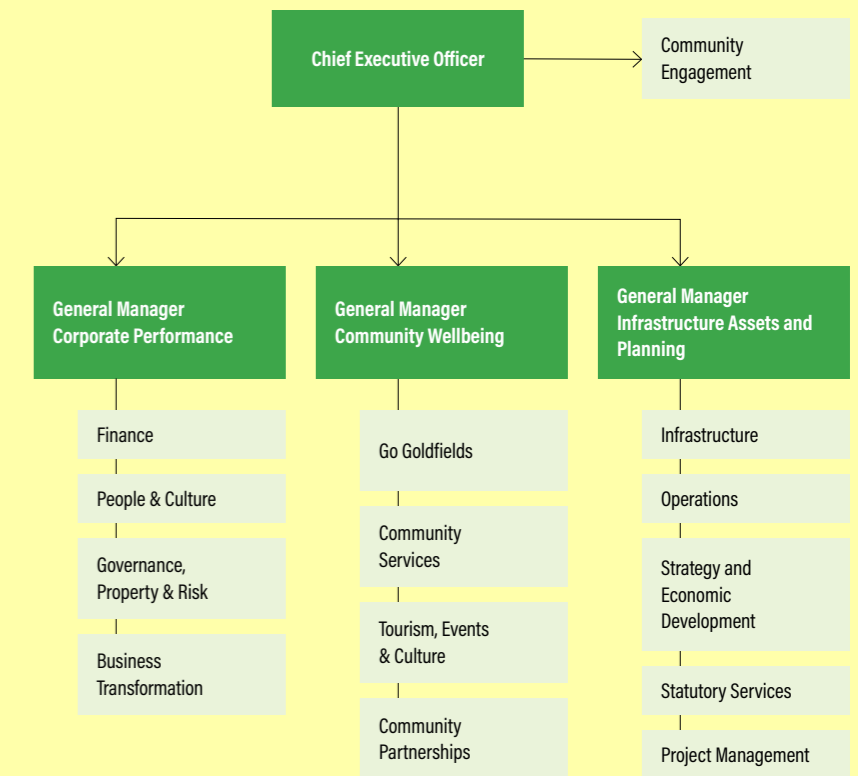 Chief Executive Officer
Community
Engagement
General Manager
Corporate Performance
Finance
People & Culture
Governance,
Property & Risk
Business
Transformation
General Manager
Community Wellbeing
Go Goldfields
Community
Services
Tourism, Events
& Culture
Community
Partnerships
General Manager
Infrastructure Assets and
Planning
Infrastructure
Operations
Strategy and
Economic
Development
Statutory Services
Project Management